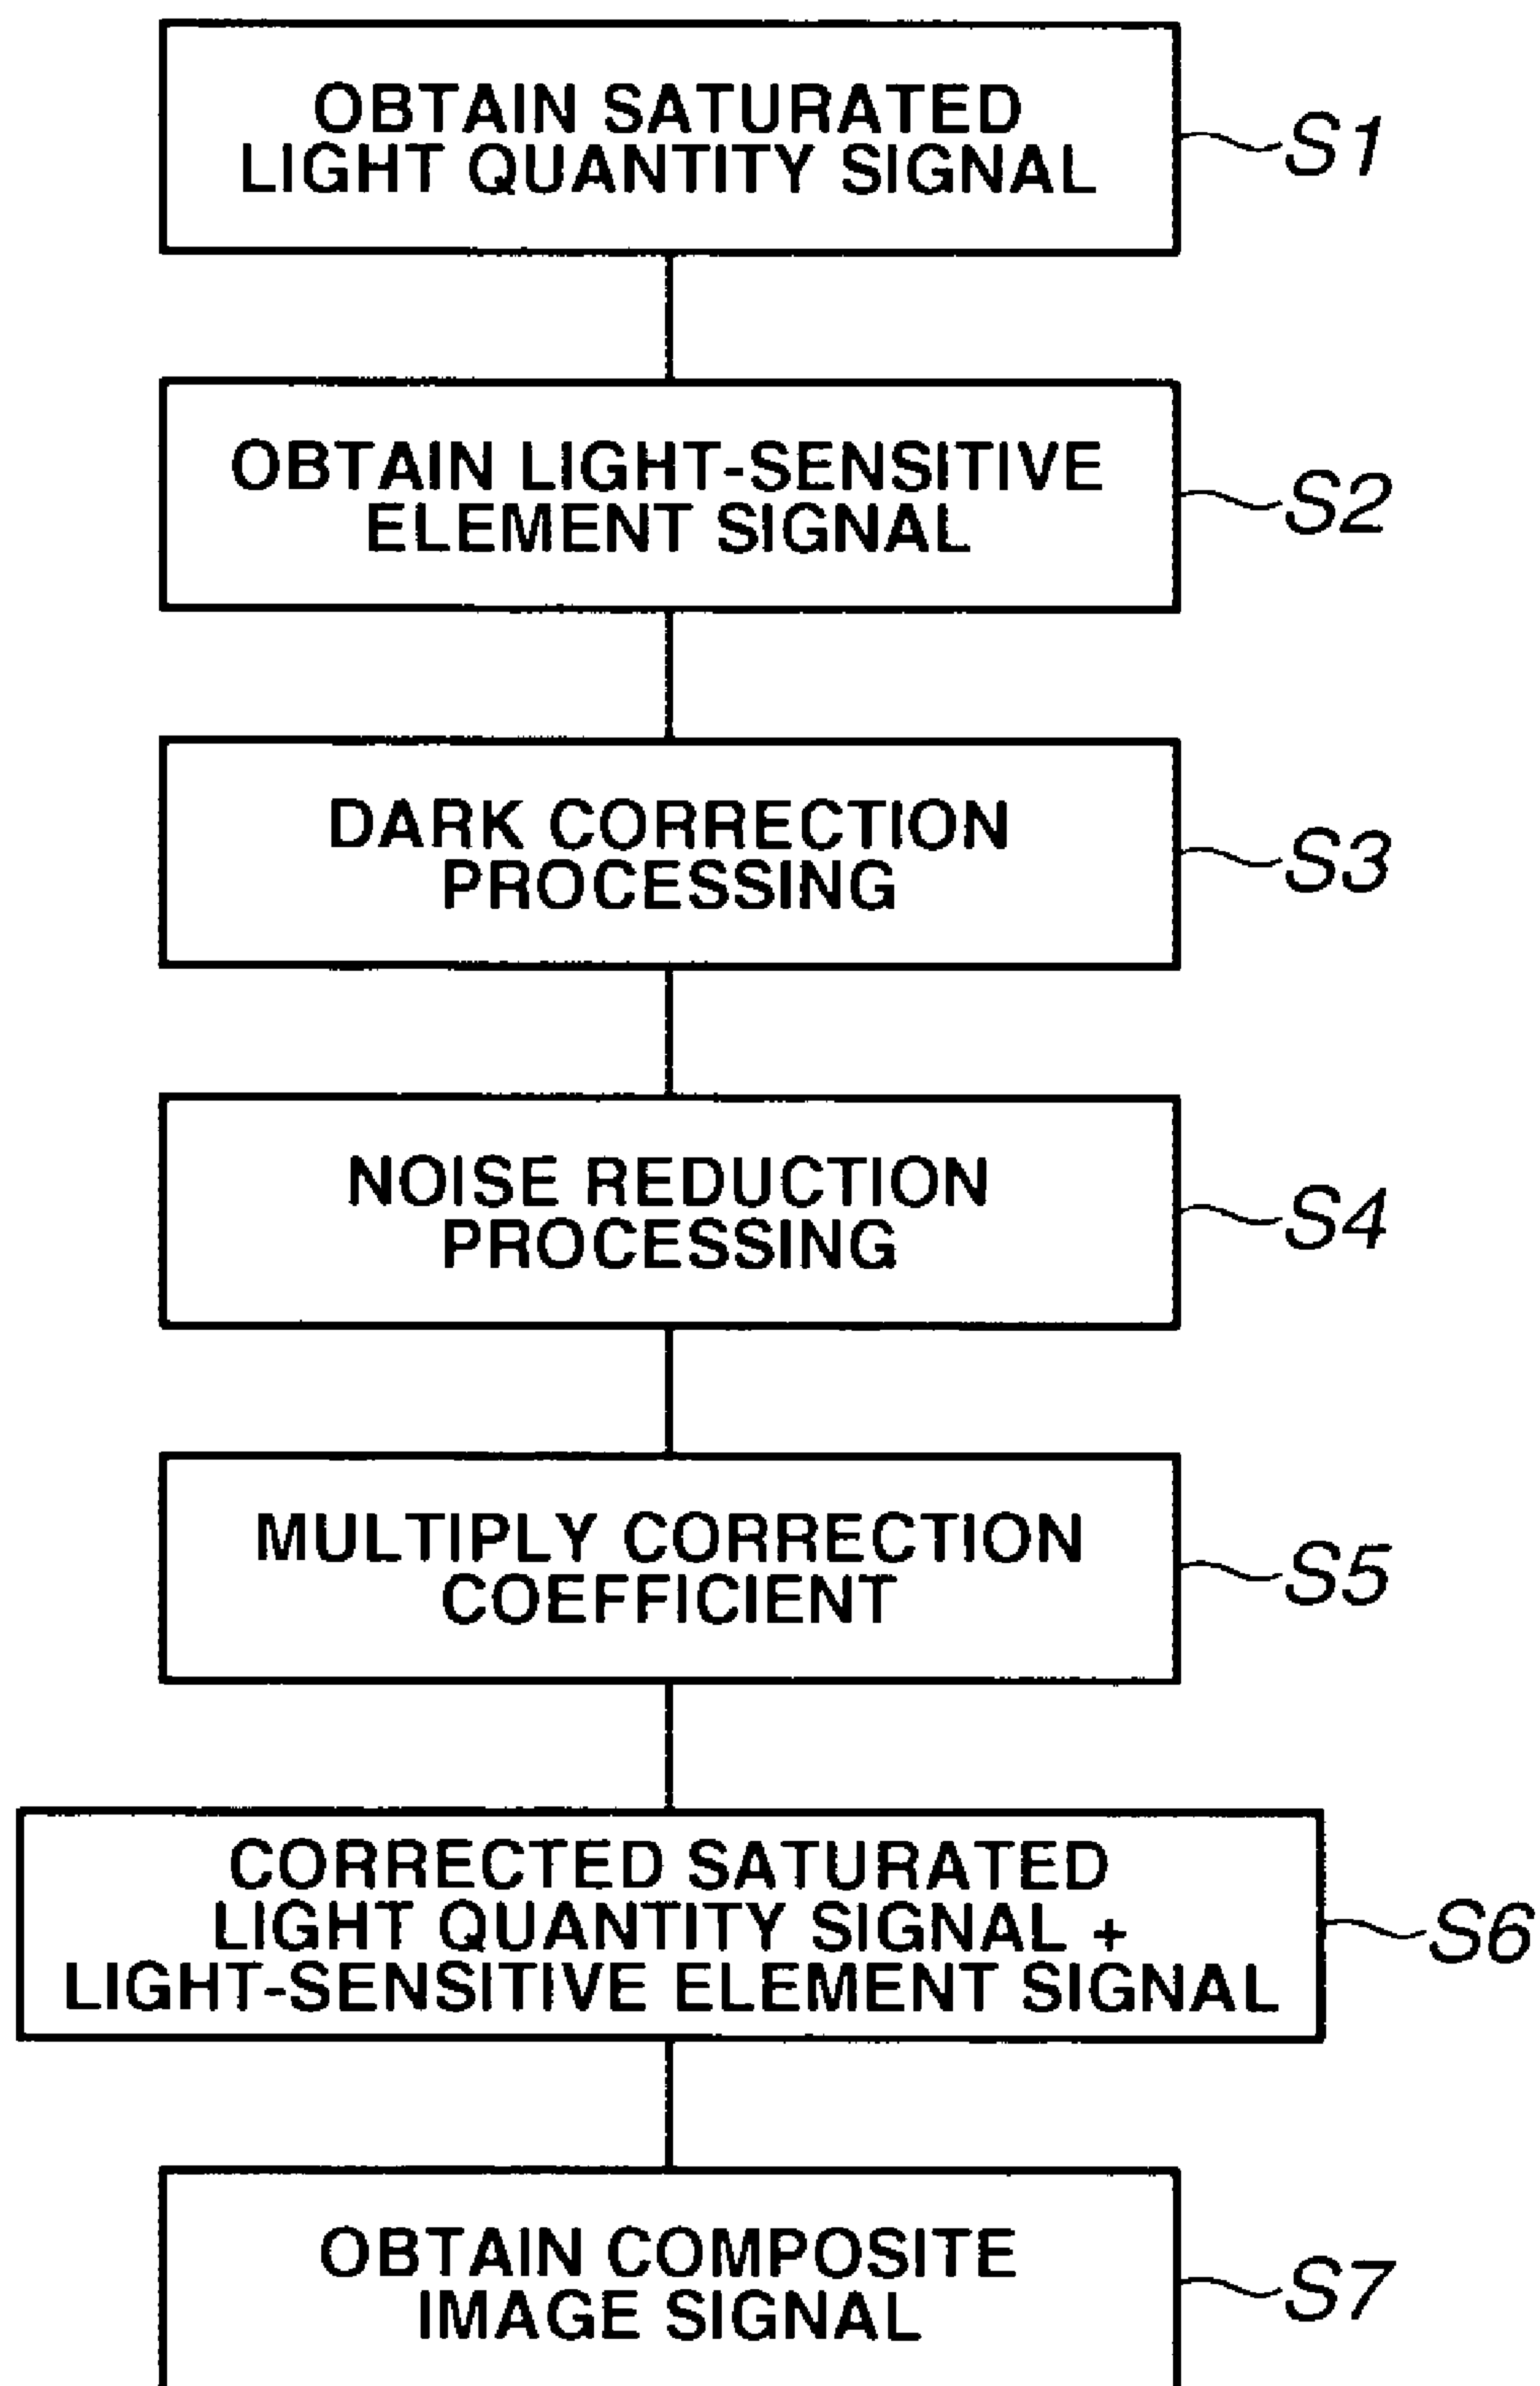 OBTAIN SATURATED
LIGHT QUANTITY SIGNAL
S1
OBTAIN LIGHT-SENSITIVE
ELEMENT SIGNAL
S2
DARK CORRECTION
PROCESSING
S3
NOISE REDUCTION
PROCESSING
S4
MULTIPLY CORRECTION
COEFFICIENT
S5
CORRECTED SATURATED
LIGHT QUANTITY SIGNAL +
LIGHT-SENSITIVE ELEMENT SIGNAL
S6
OBTAIN COMPOSITE
IMAGE SIGNAL
S7